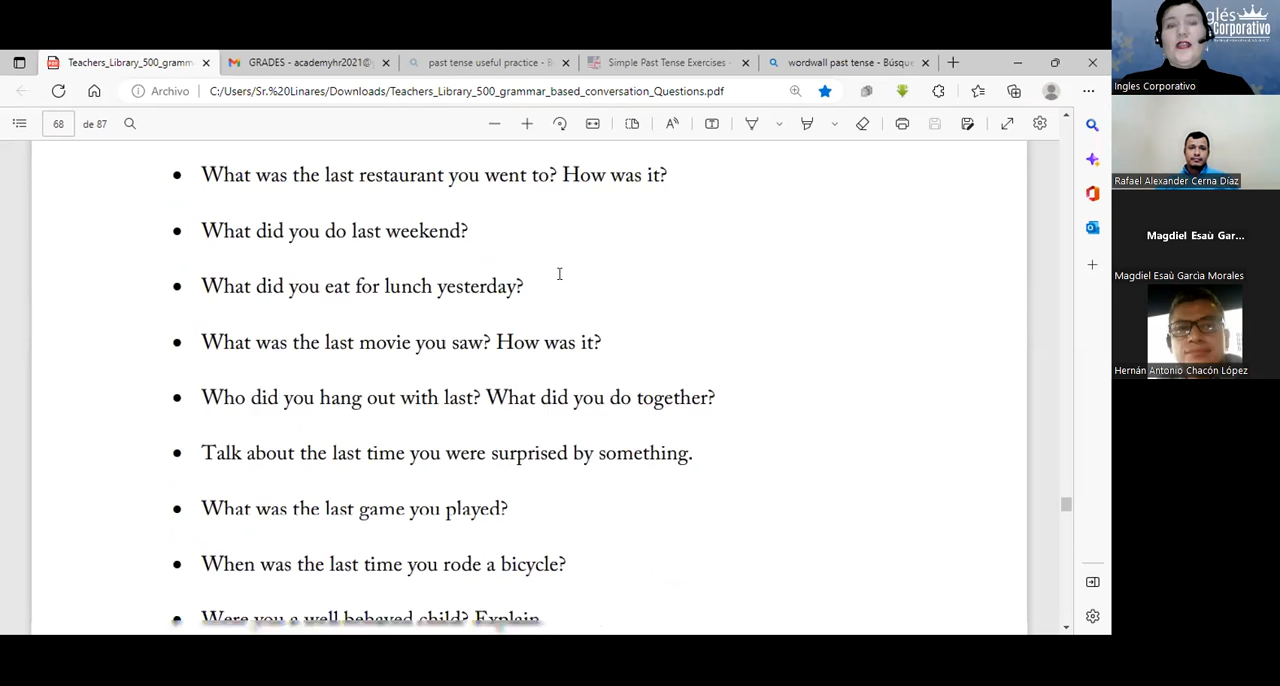 Teachers_Library_500_gramm
GRADES - academyhr2021@
past tense useful practice - B
Simple Past Tense Exercises -
wordwall past tense - Búsque
Archivo
C:/Users/Sr.%20Linares/Downloads/Teachers_Library_500_grammar_based_conversation_Questions.pdf
68
de 87
• What was the last restaurant you went to? How was it?
• What did you do last weekend?
• What did you eat for lunch yesterday?
• What was the last movie you saw? How was it?
• Who did you hang out with last? What did you do together?
• Talk about the last time you were surprised by something.
• What was the last game you played?
• When was the last time you rode a bicycle?
• Were you a well behaved child? Explain
glés
Corporativo
Ingles Corporativo
Rafael Alexander Cerna Díaz
Magdiel Esaù Gar...
Magdiel Esaù Garcìa Morales
Hernán Antonio Chacón López